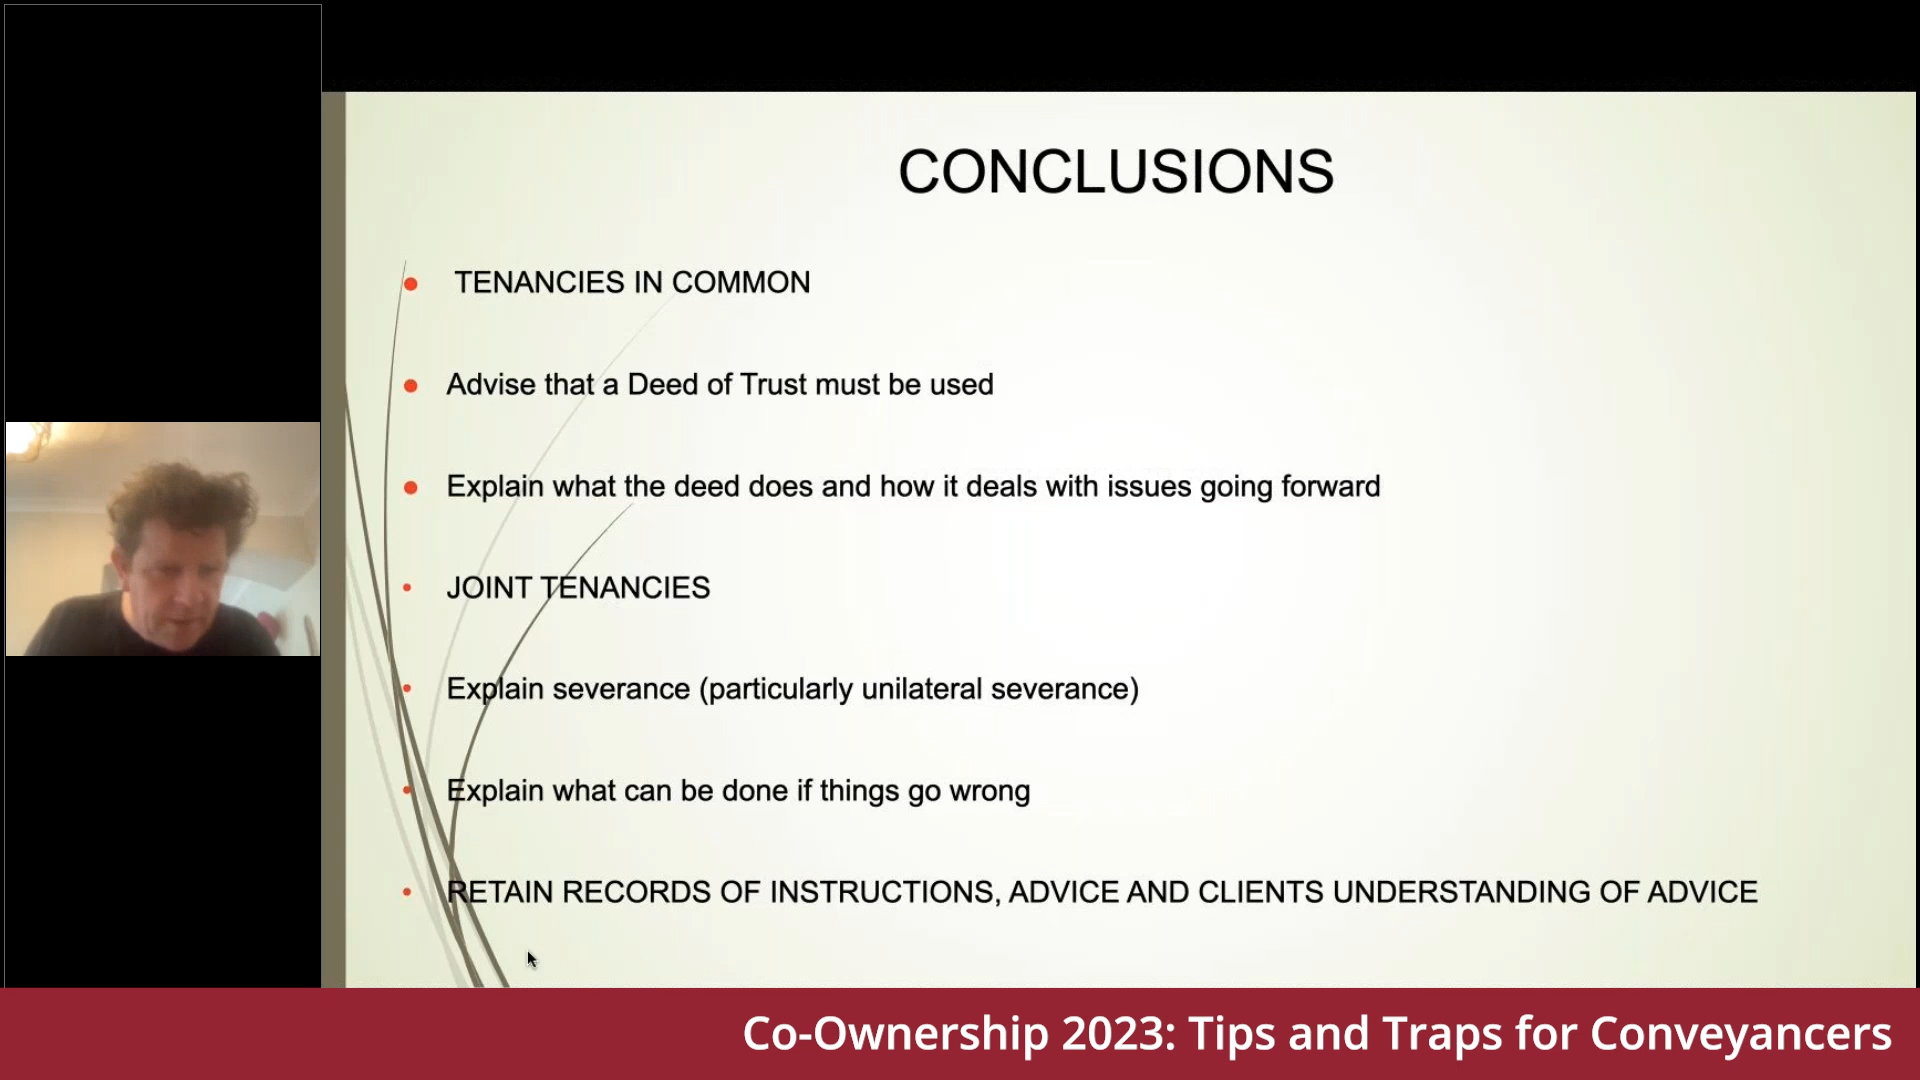 CONCLUSIONS
TENANCIES IN COMMON
Advise that a Deed of Trust must be used
Explain what the deed does and how it deals with issues going forward
JOINT TENANCIES
Explain severance (particularly unilateral severance)
Explain what can be done if things go wrong
RETAIN RECORDS OF INSTRUCTIONS, ADVICE AND CLIENTS UNDERSTANDING OF ADVICE
Co-Ownership 2023: Tips and Traps for Conveyancers